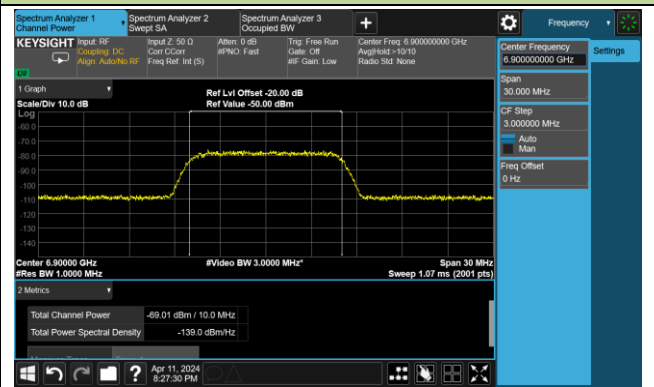 Spectrum Analyzer 1
Channel Power
Spectrum Analyzer 2
Swept SA
Spectrum Analyzer 3
Occupied BW
Frequency
KEYSIGHT
Input: RF
Coupling: DC
Align: Auto/No RF
Input Z: 50 Ω
Corr CCorr
Freq Ref: Int (S)
Atten: 0 dB
#PNO: Fast
Trig: Free Run
Gate: Off
#IF Gain: Low
Center Freq: 6.900000000 GHz
Avg|Hold:>10/10
Radio Std: None
Center Frequency
6.900000000 GHz
Settings
Span
30.000 MHz
CF Step
3.000000 MHz
Auto
Man
Freq Offset
0 Hz
1 Graph
Scale/Div 10.0 dB
Ref Lvl Offset -20.00 dB
Ref Value -50.00 dBm
Log
-60.0
-70.0
-80.0
-90.0
-100
-110
-120
-130
-140
Center 6.90000 GHz
#Video BW 3.0000 MHz*
Span 30 MHz
#Res BW 1.0000 MHz
Sweep 1.07 ms (2001 pts)
2 Metrics
Total Channel Power -69.01 dBm / 10.0 MHz
Total Power Spectral Density -139.0 dBm/Hz
Apr 11, 2024
8:27:30 PM